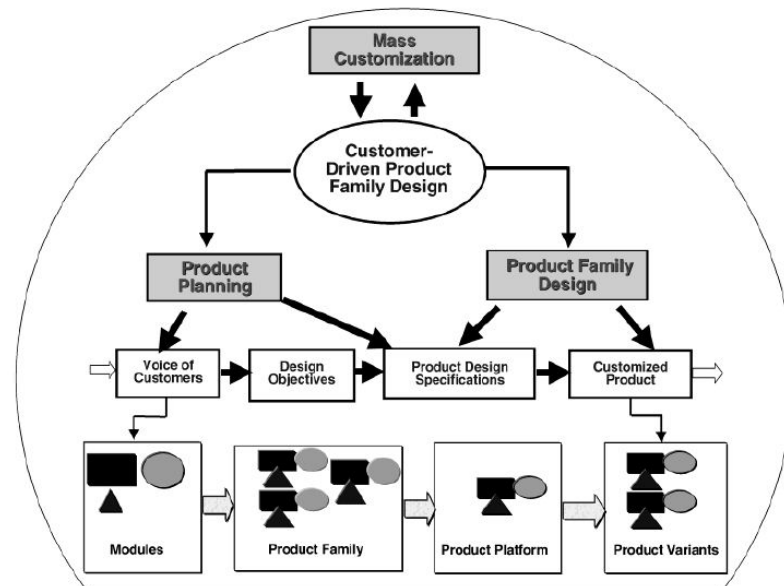 Mass
Customization
Customer-
Driven Product
Family Design
Product
Planning
Product Family
Design
Voice of
Customers
Design
Objectives
Product Design
Specifications
Customized
Product
Modules
Product Family
Product Platform
Product Variants